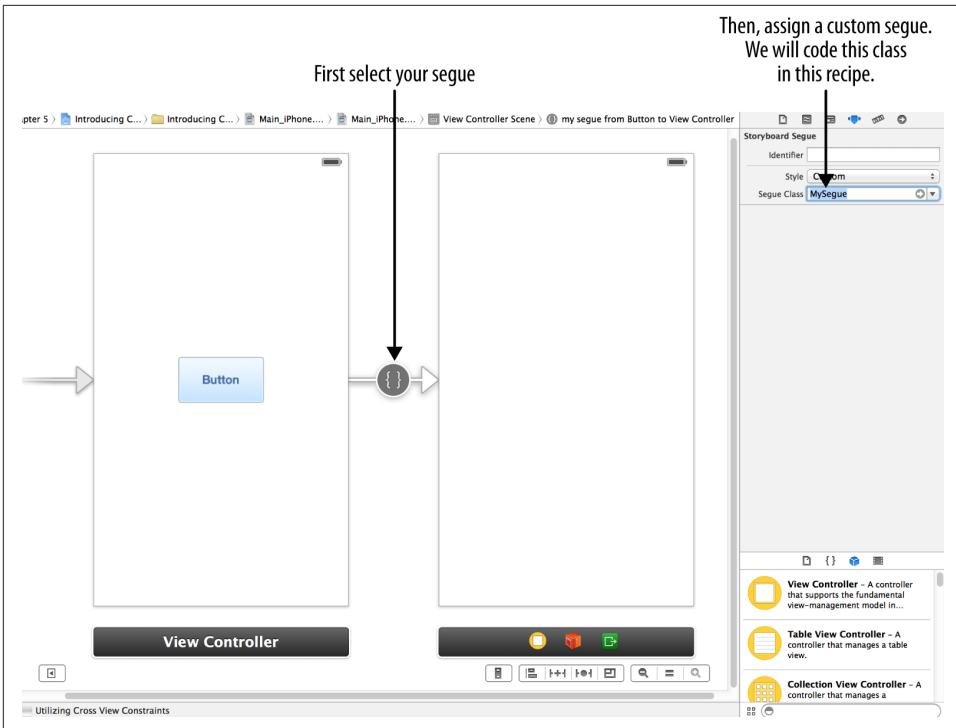 Then, assign a custom segue.
We will code this class
in this recipe.
First select your segue
pter 5 〉 Introducing C... 〉 Introducing C... 〉 Main_iPhone.... 〉 Main_iPhone.... 〉 View Controller Scene 〉 my segue from Button to View Controller
Storyboard Segue
Identifier
Style Custom
Segue Class MySegue
Button
{ }
View Controller
{ }
View Controller – A controller
that supports the fundamental
view-management model in...
Table View Controller – A
controller that manages a table
view.
Collection View Controller – A
controller that manages a
Utilizing Cross View Constraints